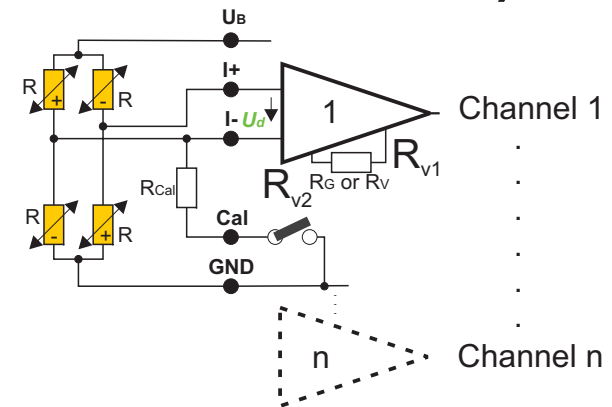 UB
I+
R + - R
1
Channel 1
I- Ud
RG or RV
Rv1
Rv2
RCal
R - + R
Cal
GND
n
Channel n